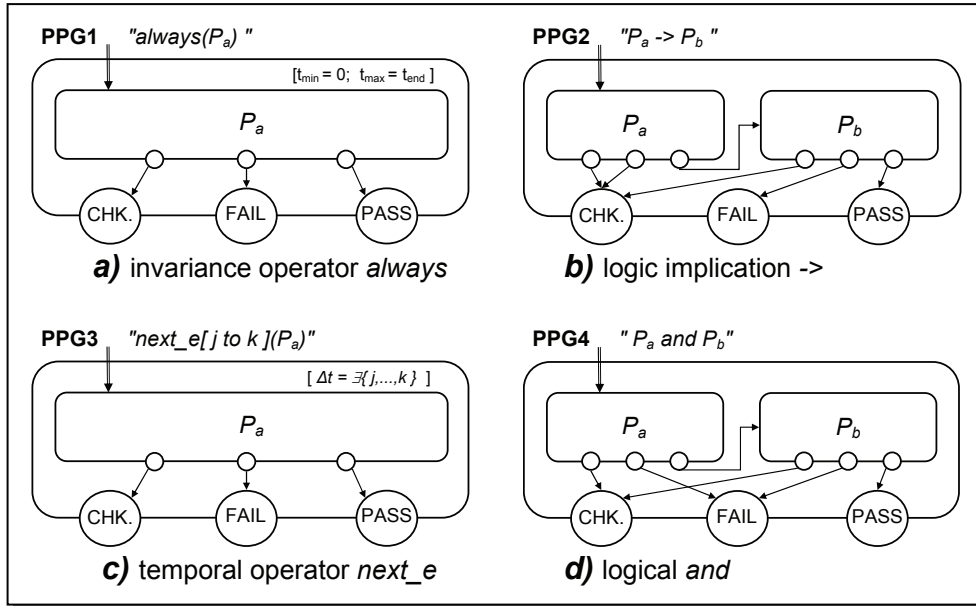 PPG1 "always(Pa) "
[tmin = 0; tmax = tend ]
Pa
CHK. FAIL PASS
a) invariance operator always
PPG2 "Pa -> Pb "
Pa Pb
CHK. FAIL PASS
b) logic implication ->
PPG3 "next_e[ j to k ](Pa)"
[ Δt = ∃{ j,...,k } ]
Pa
CHK. FAIL PASS
c) temporal operator next_e
PPG4 " Pa and Pb"
Pa Pb
CHK. FAIL PASS
d) logical and